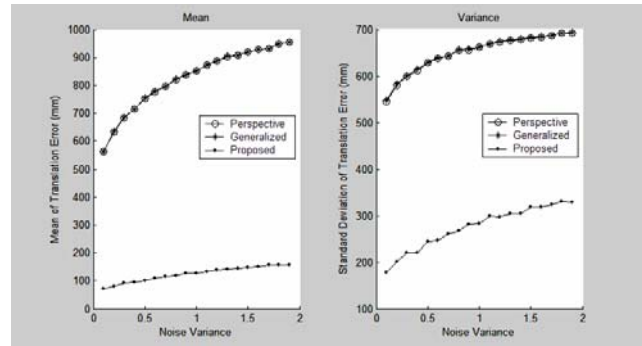 Mean
1000
900
800
700
600
500
400
300
200
100
0
0
0.5
1
1.5
2
Mean of Translation Error (mm)
Noise Variance
Perspective
Generalized
Proposed
Variance
700
600
500
400
300
200
100
0
0.5
1
1.5
2
Standard Deviation of Translation Error (mm)
Noise Variance
Perspective
Generalized
Proposed